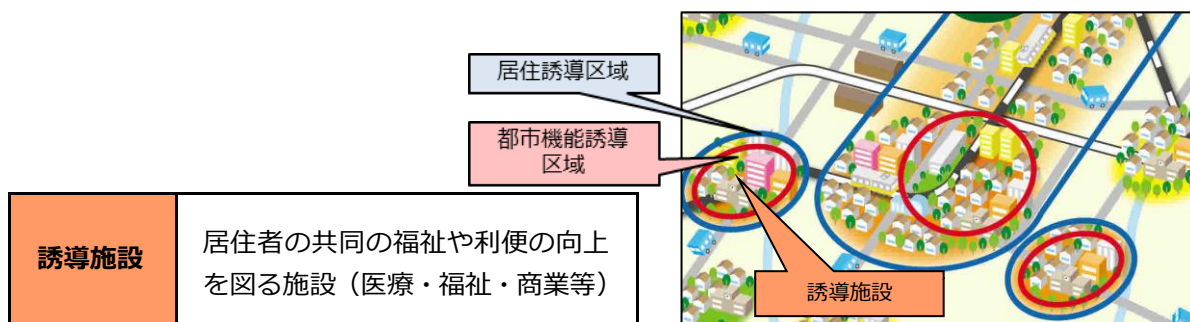 居住誘導区域
都市機能誘導
区域
誘導施設
居住者の共同の福祉や利便の向上
を図る施設（医療・福祉・商業等）
誘導施設